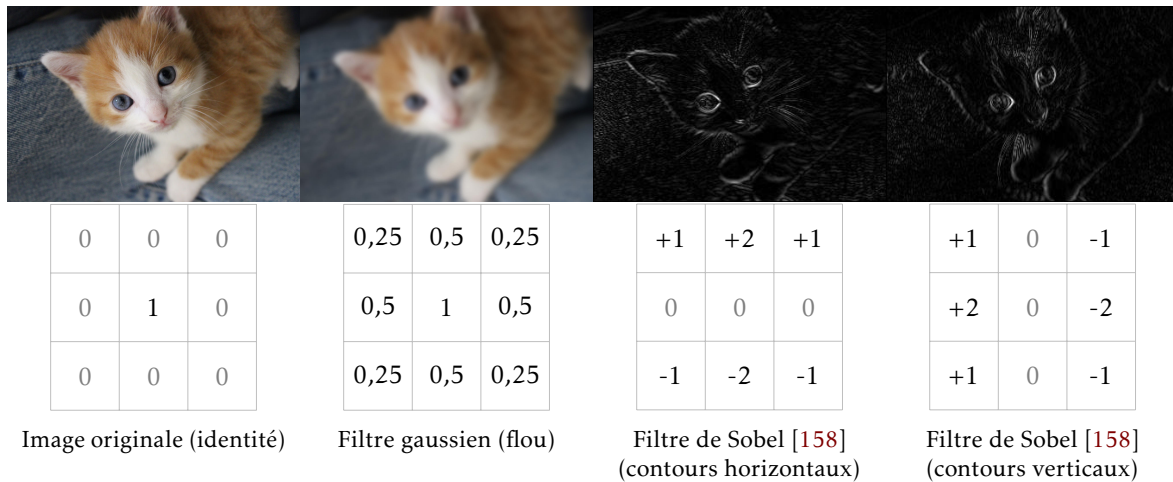 0 0 0 0,25 0,5 0,25 +1 +2 +1 +1 0 -1
0 1 0 0,5 1 0,5 0 0 0 +2 0 -2
0 0 0 0,25 0,5 0,25 -1 -2 -1 +1 0 -1
Image originale (identité) Filtre gaussien (flou) Filtre de Sobel [158] Filtre de Sobel [158]
(contours horizontaux) (contours verticaux)